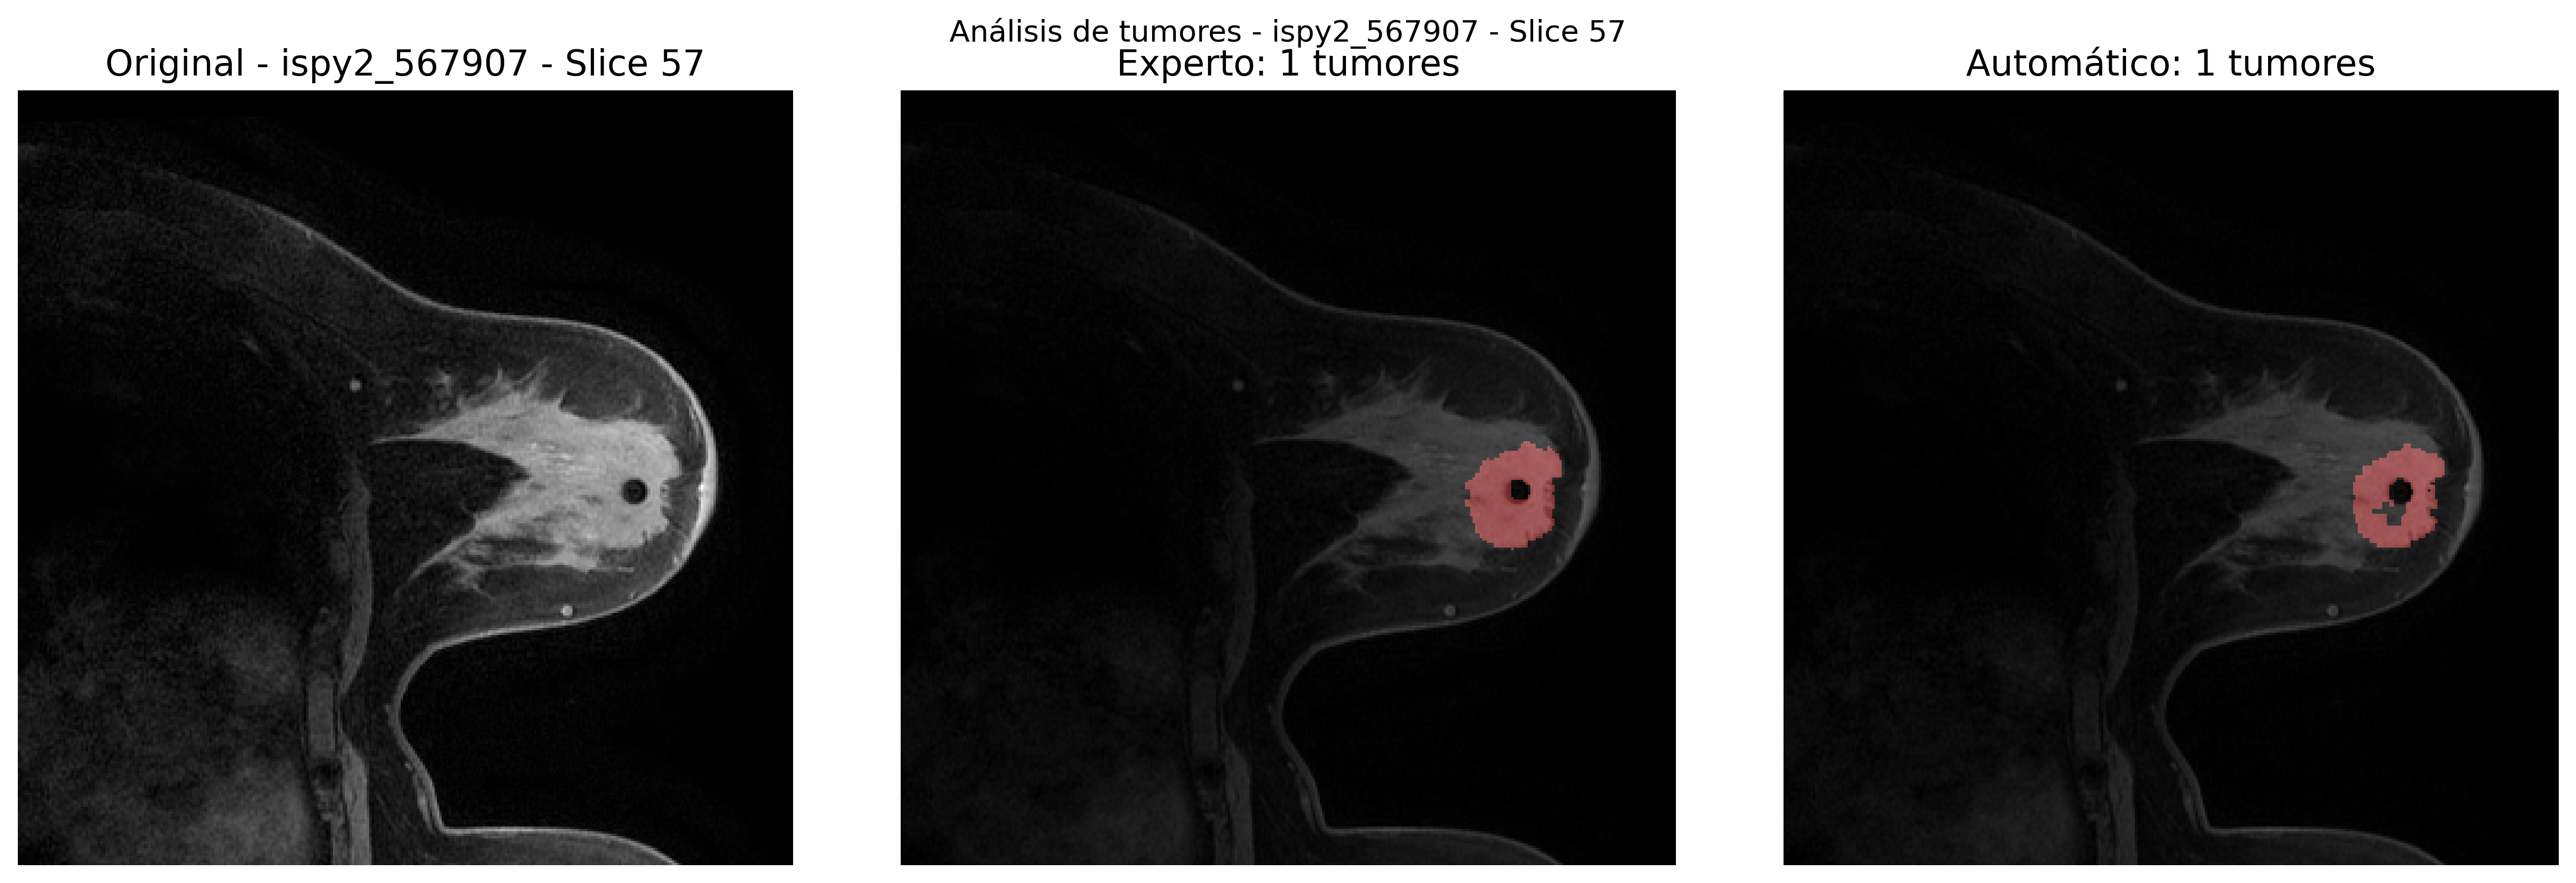 Análisis de tumores - ispy2_567907 - Slice 57
Original - ispy2_567907 - Slice 57
Experto: 1 tumores
Automático: 1 tumores